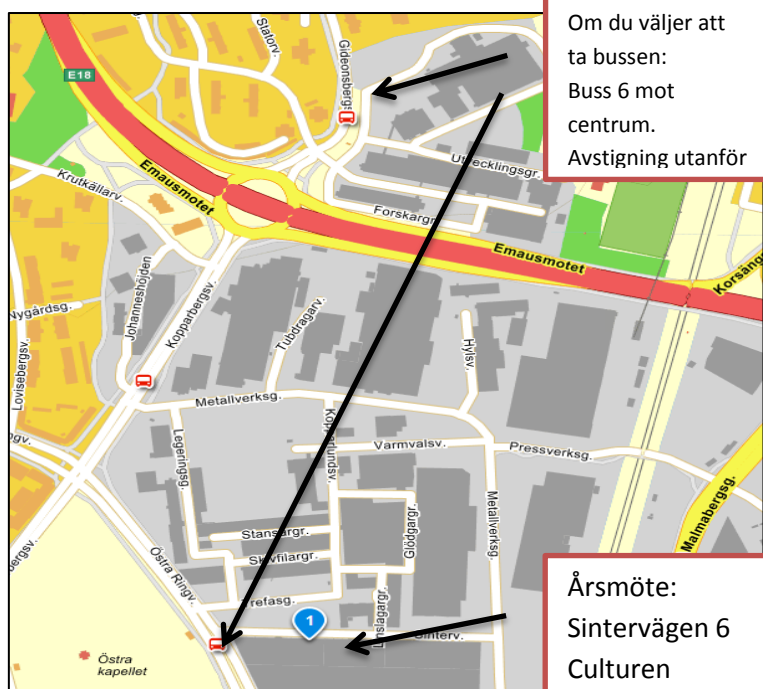 Om du väljer att
ta bussen:
Buss 6 mot
centrum.
Avstigning utanför
Statorv.
Gideonsbergsg
E18
Utvecklingsgr.
Krutkällarv.
Emausmotet
Forskargr.
Emausmotet
Korsängsg
Johanneshöjden
Kopparbergsv.
Nygårdsg.
Tubdragarv.
Hylsv.
Lovisebergsv.
Metallverksg.
Kopparlundsv.
Legeringsg.
Varmvalsv.
Pressverksg.
Malmabergsg.
Metallverksg.
Glödgargr.
Stansargr.
Skivfilargr.
Östra Ringv.
Trefasg.
1
Sinterv.
Östra
kapellet
Årsmöte:
Sintervägen 6
Culturen